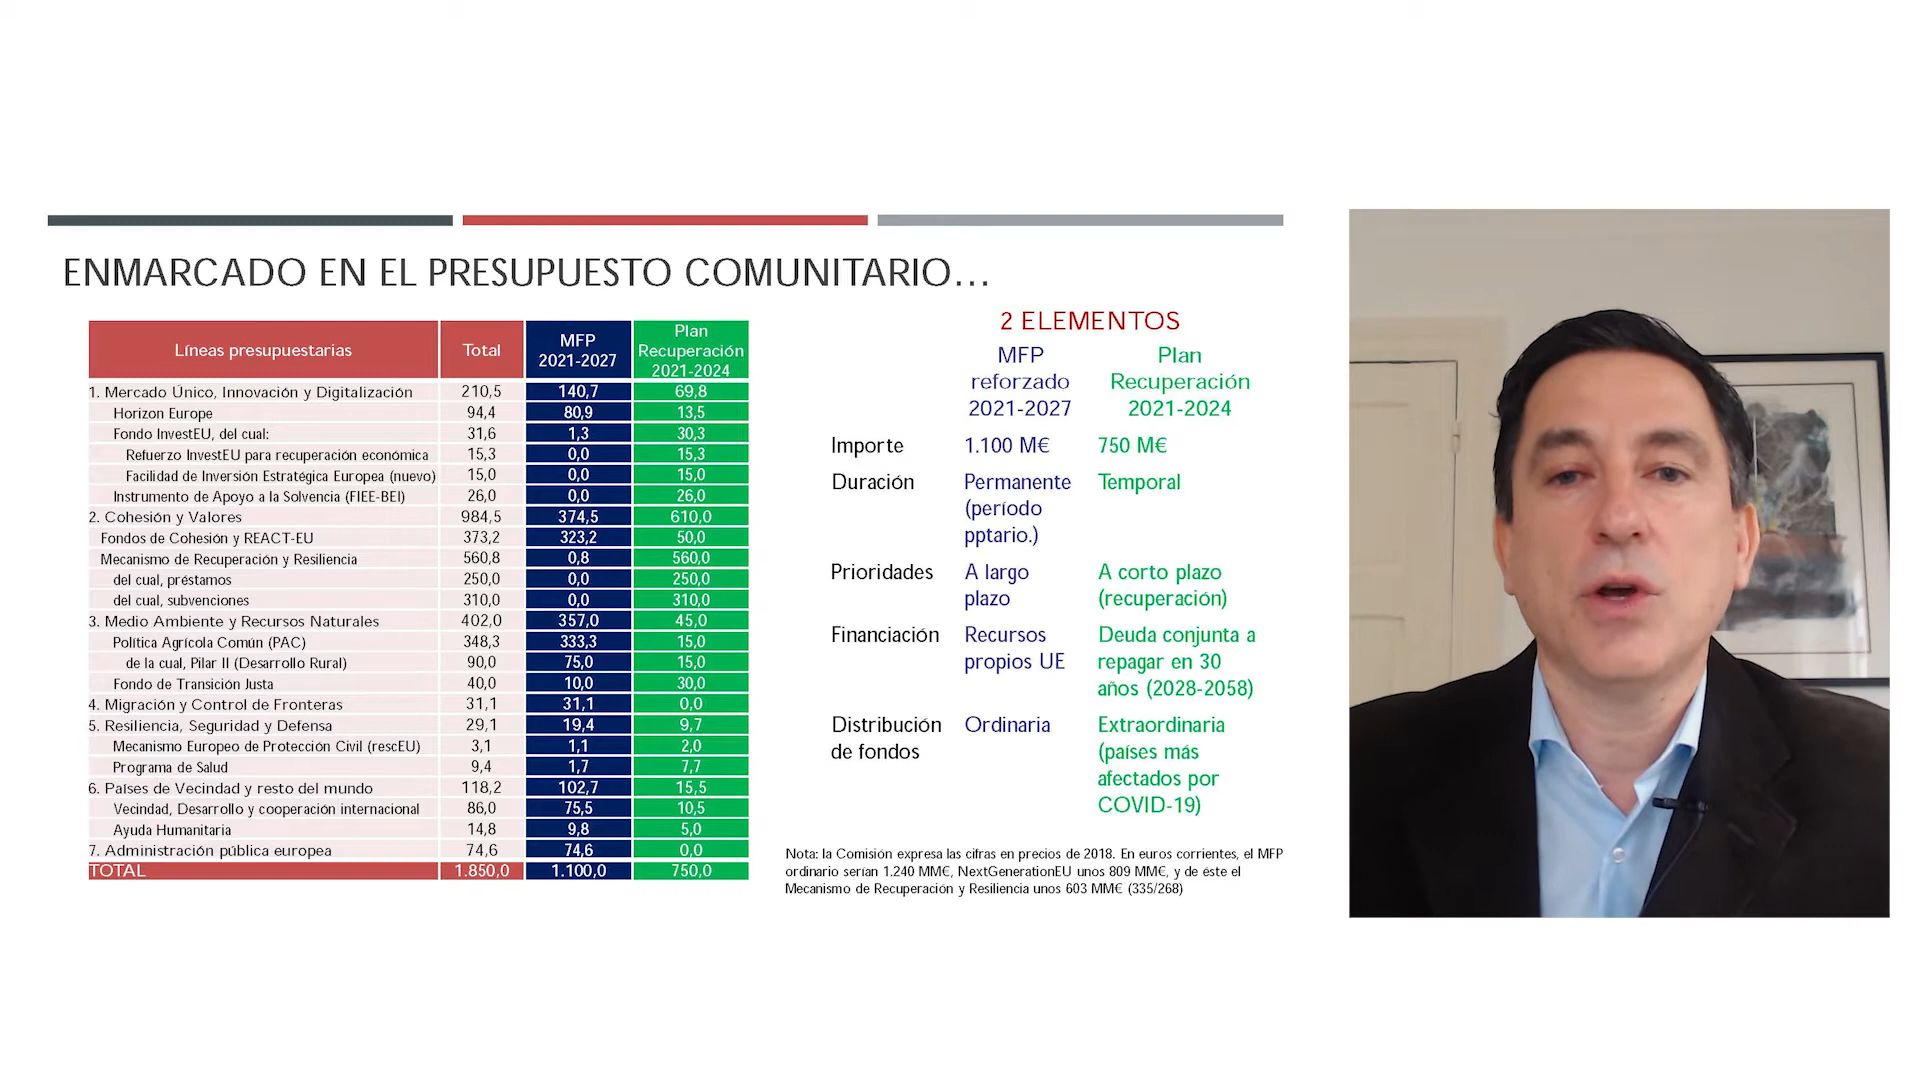 ENMARCADO EN EL PRESUPUESTO COMUNITARIO...
Líneas presupuestarias Total MFP 2021-2027 Plan Recuperación 2021-2024
1. Mercado Único, Innovación y Digitalización 210,5 140,7 69,8
Horizon Europe 94,4 80,9 13,5
Fondo InvestEU, del cual: 31,6 1,3 30,3
Refuerzo InvestEU para recuperación económica 15,3 0,0 15,3
Facilidad de Inversión Estratégica Europea (nuevo) 15,0 0,0 15,0
Instrumento de Apoyo a la Solvencia (FIEE-BEI) 26,0 0,0 26,0
2. Cohesión y Valores 984,5 374,5 610,0
Fondos de Cohesión y REACT-EU 373,2 323,2 50,0
Mecanismo de Recuperación y Resiliencia 560,8 0,8 560,0
del cual, préstamos 250,0 0,0 250,0
del cual, subvenciones 310,0 0,0 310,0
3. Medio Ambiente y Recursos Naturales 402,0 357,0 45,0
Política Agrícola Común (PAC) 348,3 333,3 15,0
de la cual, Pilar II (Desarrollo Rural) 90,0 75,0 15,0
Fondo de Transición Justa 40,0 10,0 30,0
4. Migración y Control de Fronteras 31,1 31,1 0,0
5. Resiliencia, Seguridad y Defensa 29,1 19,4 9,7
Mecanismo Europeo de Protección Civil (rescEU) 3,1 1,1 2,0
Programa de Salud 9,4 1,7 7,7
6. Países de Vecindad y resto del mundo 118,2 102,7 15,5
Vecindad, Desarrollo y cooperación internacional 86,0 75,5 10,5
Ayuda Humanitaria 14,8 9,8 5,0
7. Administración pública europea 74,6 74,6 0,0
TOTAL 1.850,0 1.100,0 750,0
2 ELEMENTOS
MFP Plan
reforzado Recuperación
2021-2027 2021-2024
Importe 1.100 M€ 750 M€
Duración Permanente Temporal
(período
pptario.)
Prioridades A largo A corto plazo
plazo (recuperación)
Financiación Recursos Deuda conjunta a
propios UE repagar en 30
años (2028-2058)
Distribución Ordinaria Extraordinaria
de fondos (países más
afectados por
COVID-19)
Nota: la Comisión expresa las cifras en precios de 2018. En euros corrientes, el MFP
ordinario serían 1.240 MM€, NextGenerationEU unos 809 MM€, y de éste el
Mecanismo de Recuperación y Resiliencia unos 603 MM€ (335/268)